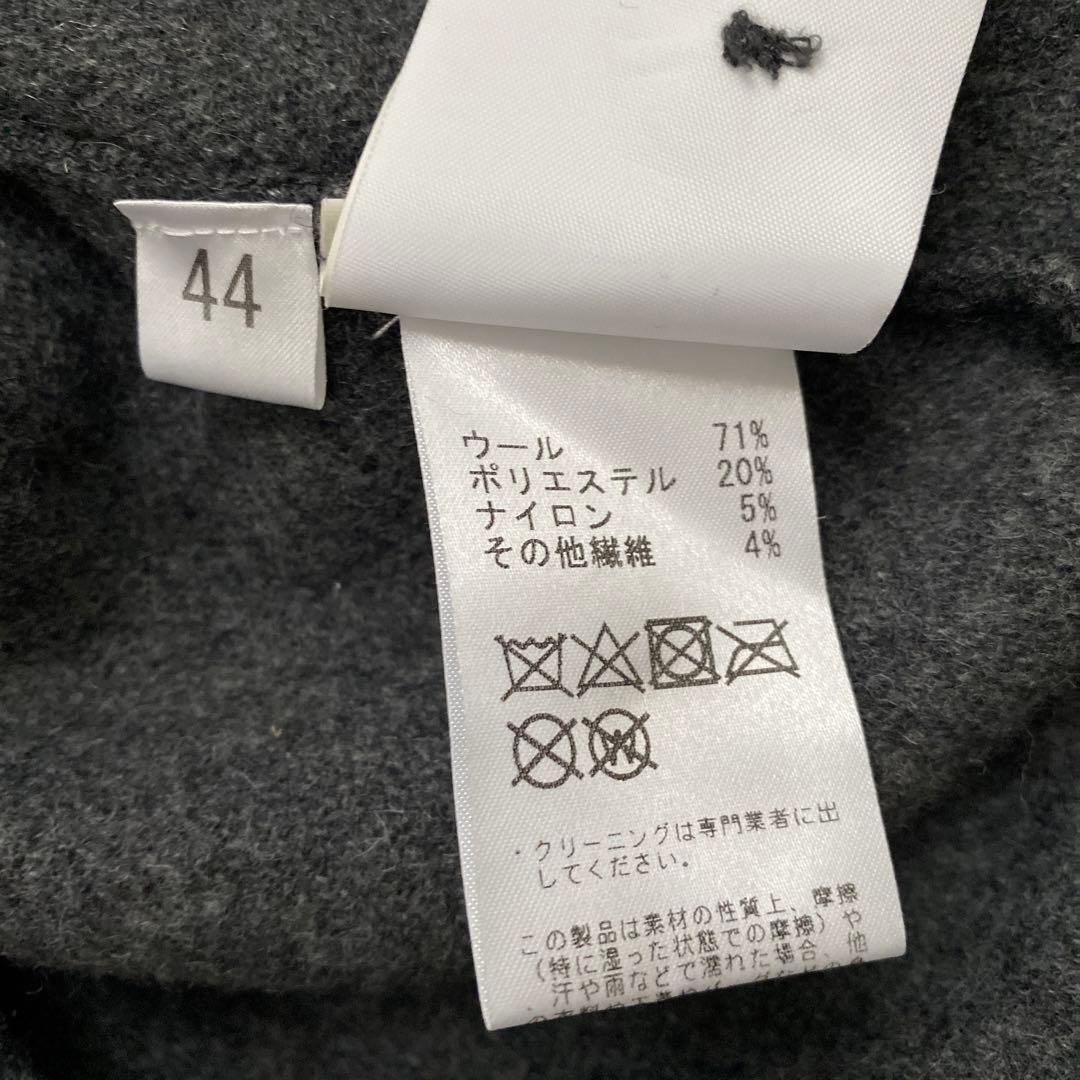 44
ウール 71%
ポリエステル 20%
ナイロン 5%
その他繊維 4%
・クリーニングは専門業者に出
してください。
この製品は素材の性質上、摩擦
(特に湿った状態での摩擦)や
汗や雨などで濡れた場合、他